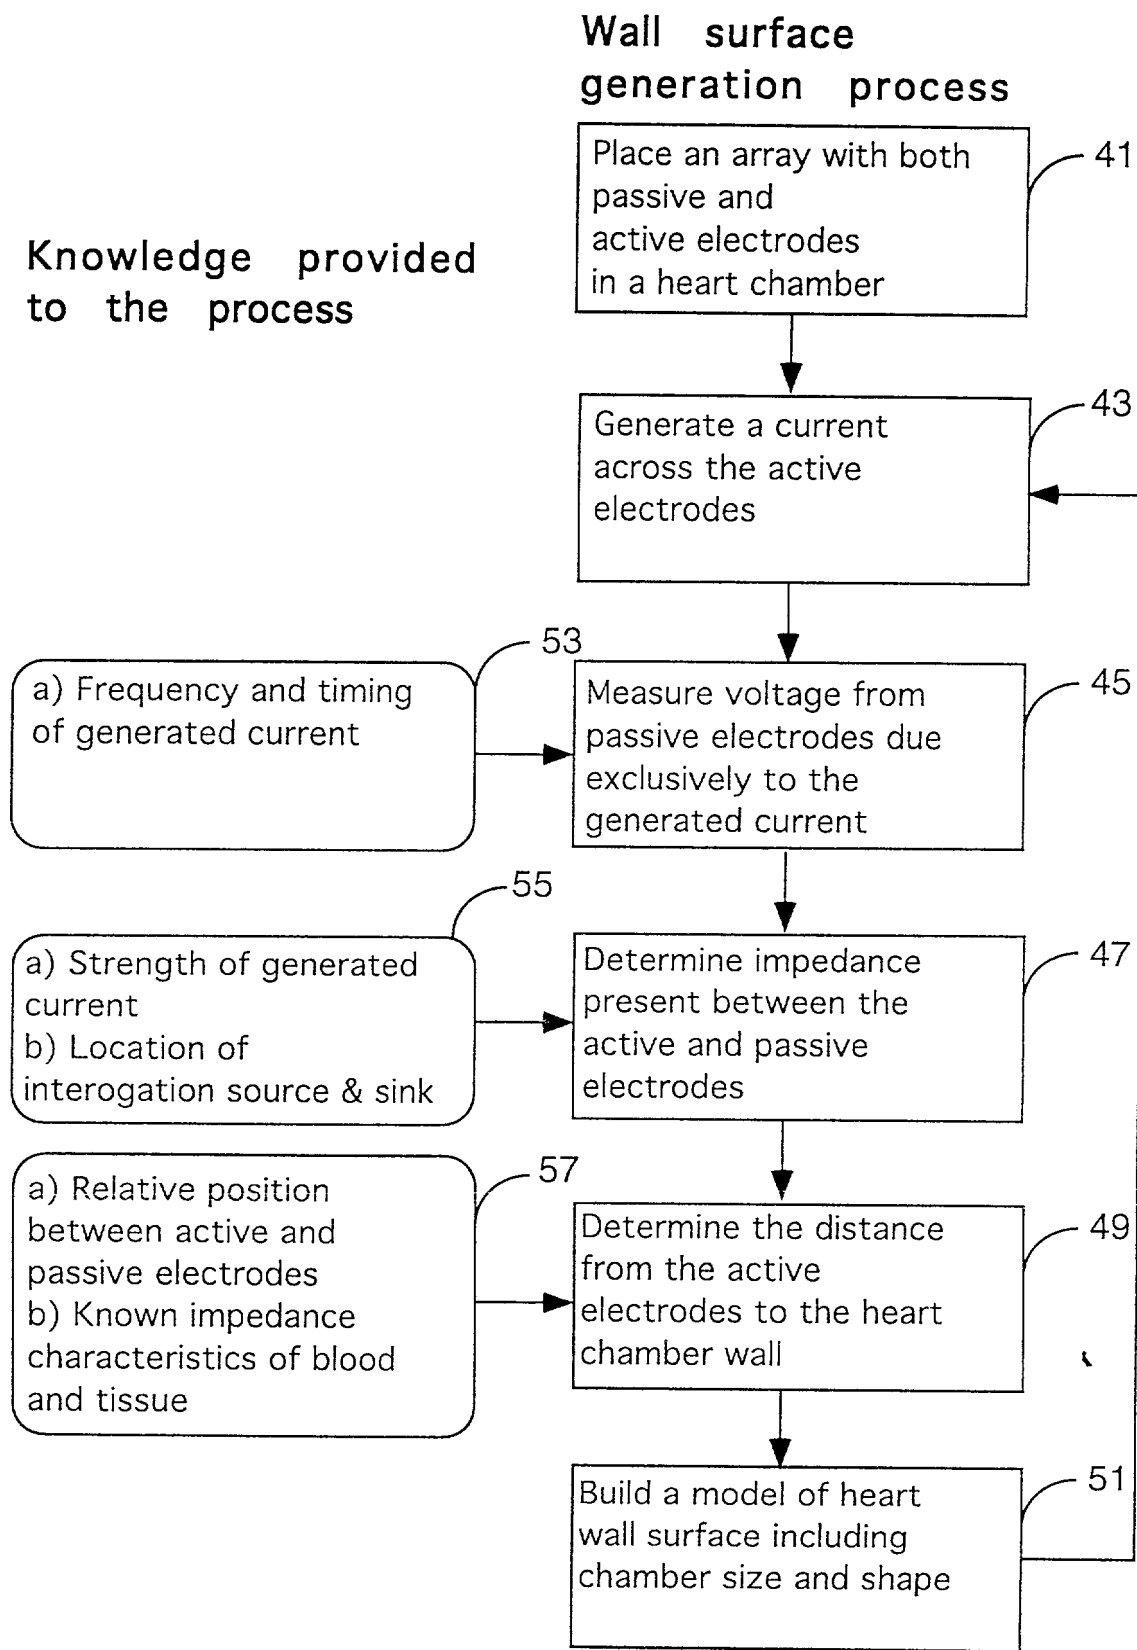 Wall surface
generation process
Place an array with both
passive and
active electrodes
in a heart chamber
41
Knowledge provided
to the process
Generate a current
across the active
electrodes
43
53
a) Frequency and timing
of generated current
Measure voltage from
passive electrodes due
exclusively to the
generated current
45
55
a) Strength of generated
current
b) Location of
interogation source & sink
Determine impedance
present between the
active and passive
electrodes
47
57
a) Relative position
between active and
passive electrodes
b) Known impedance
characteristics of blood
and tissue
Determine the distance
from the active
electrodes to the heart
chamber wall
49
Build a model of heart
wall surface including
chamber size and shape
51